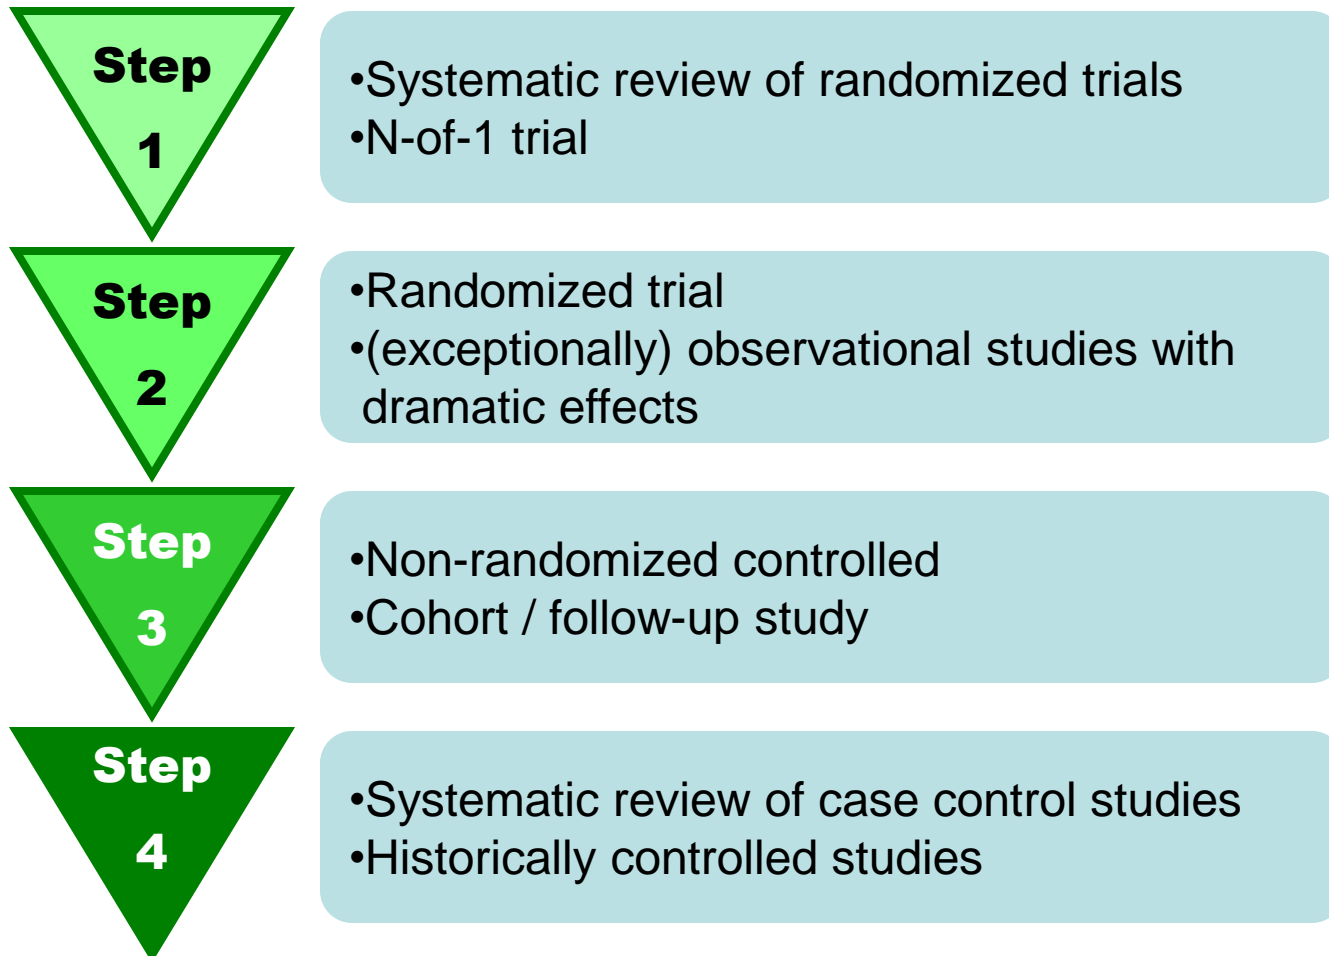 Step
1
•Systematic review of randomized trials
•N-of-1 trial
Step
2
•Randomized trial
•(exceptionally) observational studies with
dramatic effects
Step
3
•Non-randomized controlled
•Cohort / follow-up study
Step
4
•Systematic review of case control studies
•Historically controlled studies